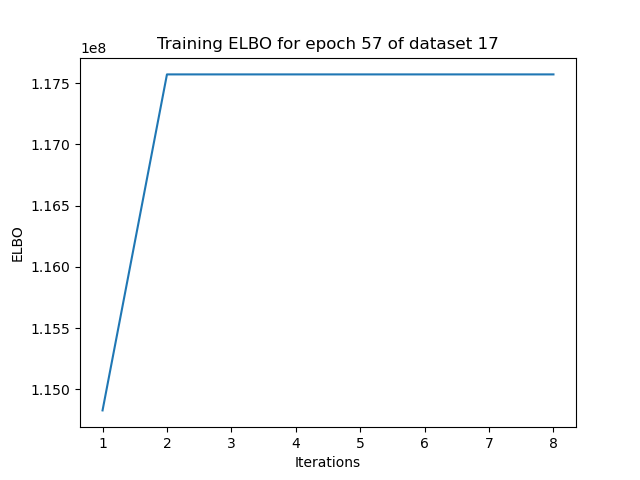 Training ELBO for epoch 57 of dataset 17
1e8
1.175
1.170
1.165
1.160
1.155
1.150
ELBO
1 2 3 4 5 6 7 8
Iterations